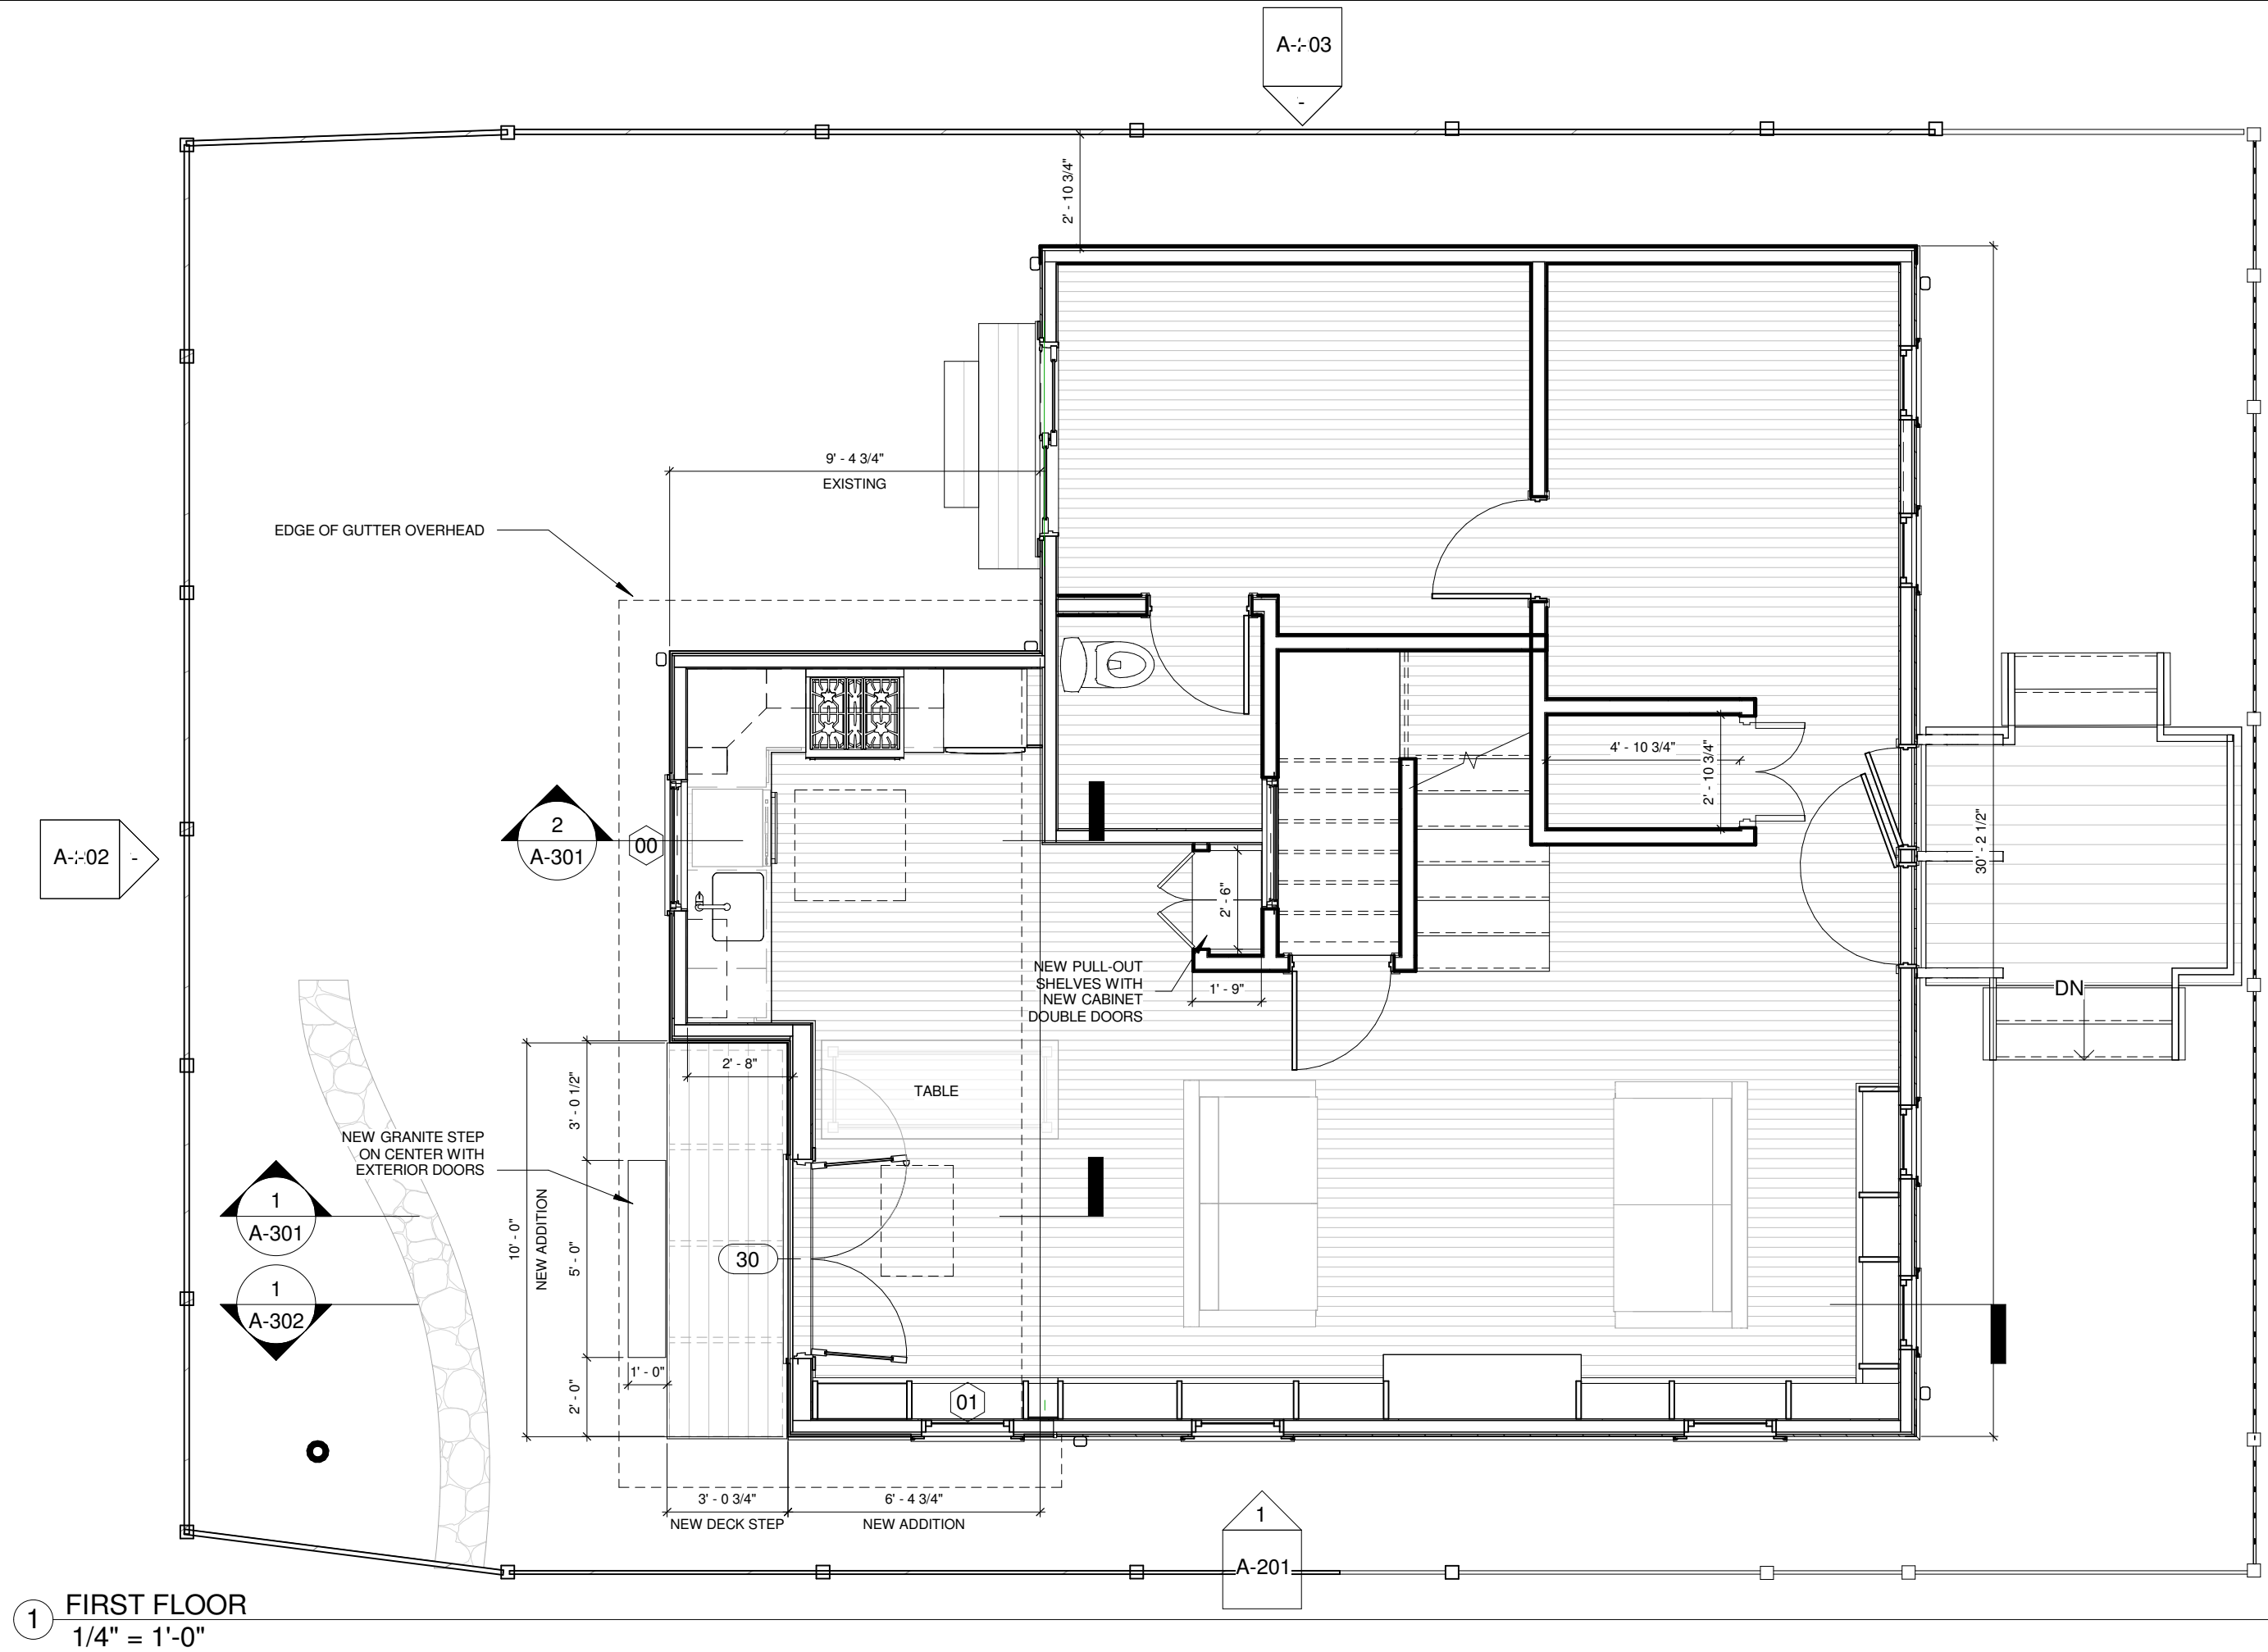 A-:-03
-
2' - 10 3/4"
9' - 4 3/4"
EXISTING
EDGE OF GUTTER OVERHEAD
4' - 10 3/4"
2' - 10 3/4"
30' - 2 1/2"
2
A-301
00
A-:-02
-
2' - 6"
NEW PULL-OUT
SHELVES WITH
NEW CABINET
DOUBLE DOORS
1' - 9"
DN
2' - 8"
TABLE
3' - 0 1/2"
NEW GRANITE STEP
ON CENTER WITH
EXTERIOR DOORS
1
A-301
10' - 0"
NEW ADDITION
5' - 0"
30
1
A-302
1' - 0"
2' - 0"
01
3' - 0 3/4"
NEW DECK STEP
6' - 4 3/4"
NEW ADDITION
1
A-201
1
FIRST FLOOR
1/4" = 1'-0"